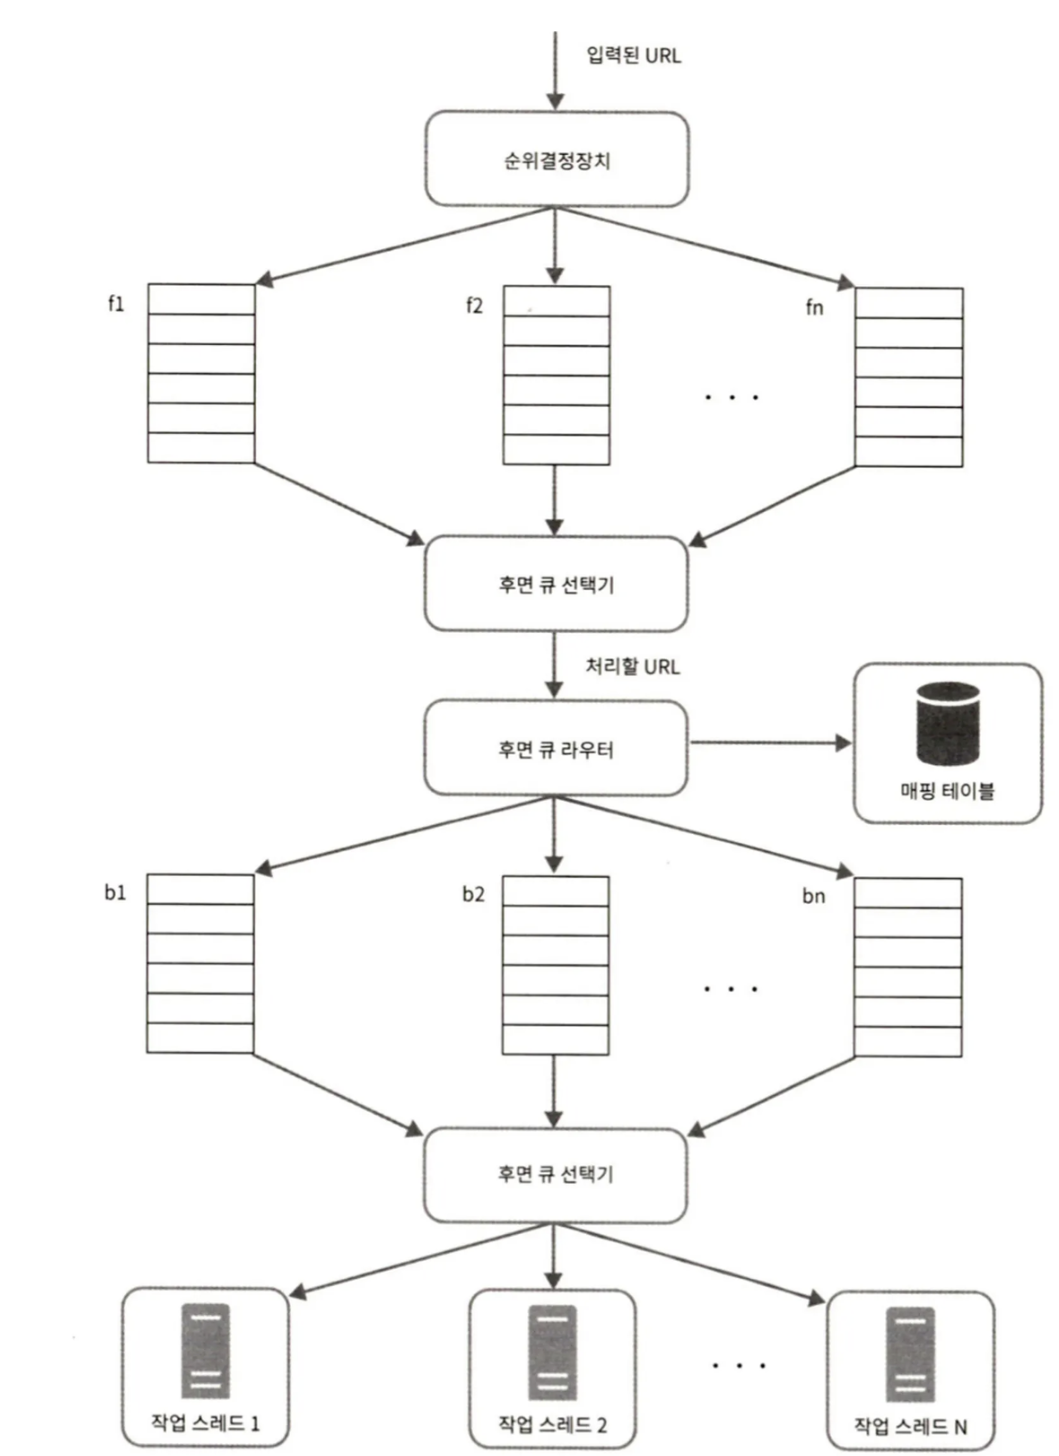 입력된 URL
순위결정장치
f1
f2
fn
. . .
후면 큐 선택기
처리할 URL
후면 큐 라우터
매핑 테이블
b1
b2
bn
. . .
후면 큐 선택기
작업 스레드 1
작업 스레드 2
. . .
작업 스레드 N